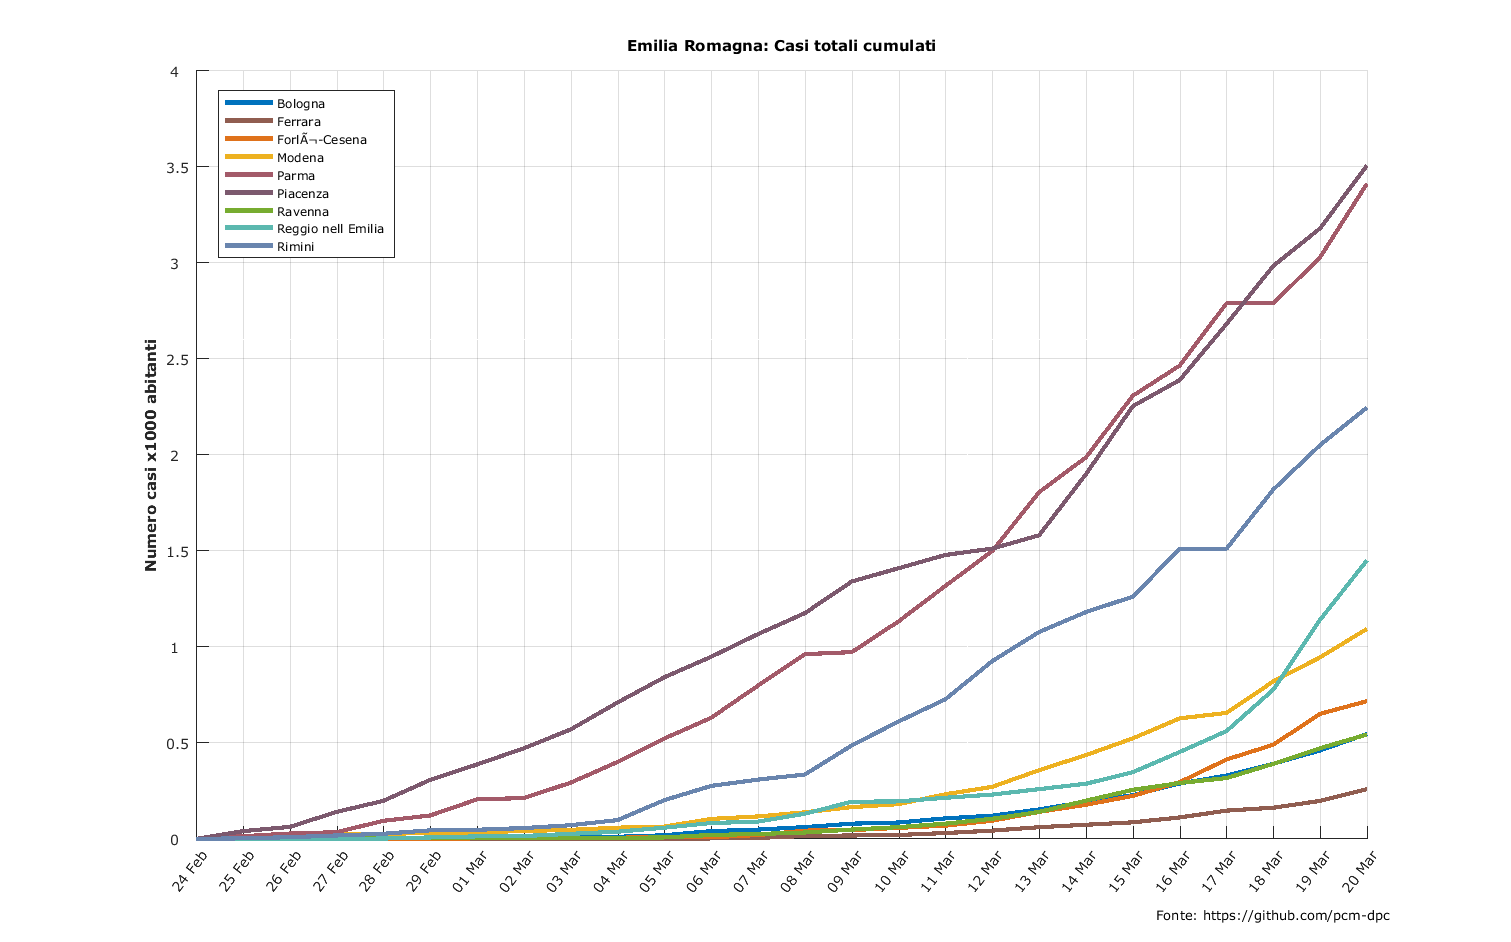 Emilia Romagna: Casi totali cumulati
4
3.5
3
2.5
2
1.5
1
0.5
0
Numero casi x1000 abitanti
Bologna
Ferrara
ForlÃ¬-Cesena
Modena
Parma
Piacenza
Ravenna
Reggio nell Emilia
Rimini
24 Feb
25 Feb
26 Feb
27 Feb
28 Feb
29 Feb
01 Mar
02 Mar
03 Mar
04 Mar
05 Mar
06 Mar
07 Mar
08 Mar
09 Mar
10 Mar
11 Mar
12 Mar
13 Mar
14 Mar
15 Mar
16 Mar
17 Mar
18 Mar
19 Mar
20 Mar
Fonte: https://github.com/pcm-dpc